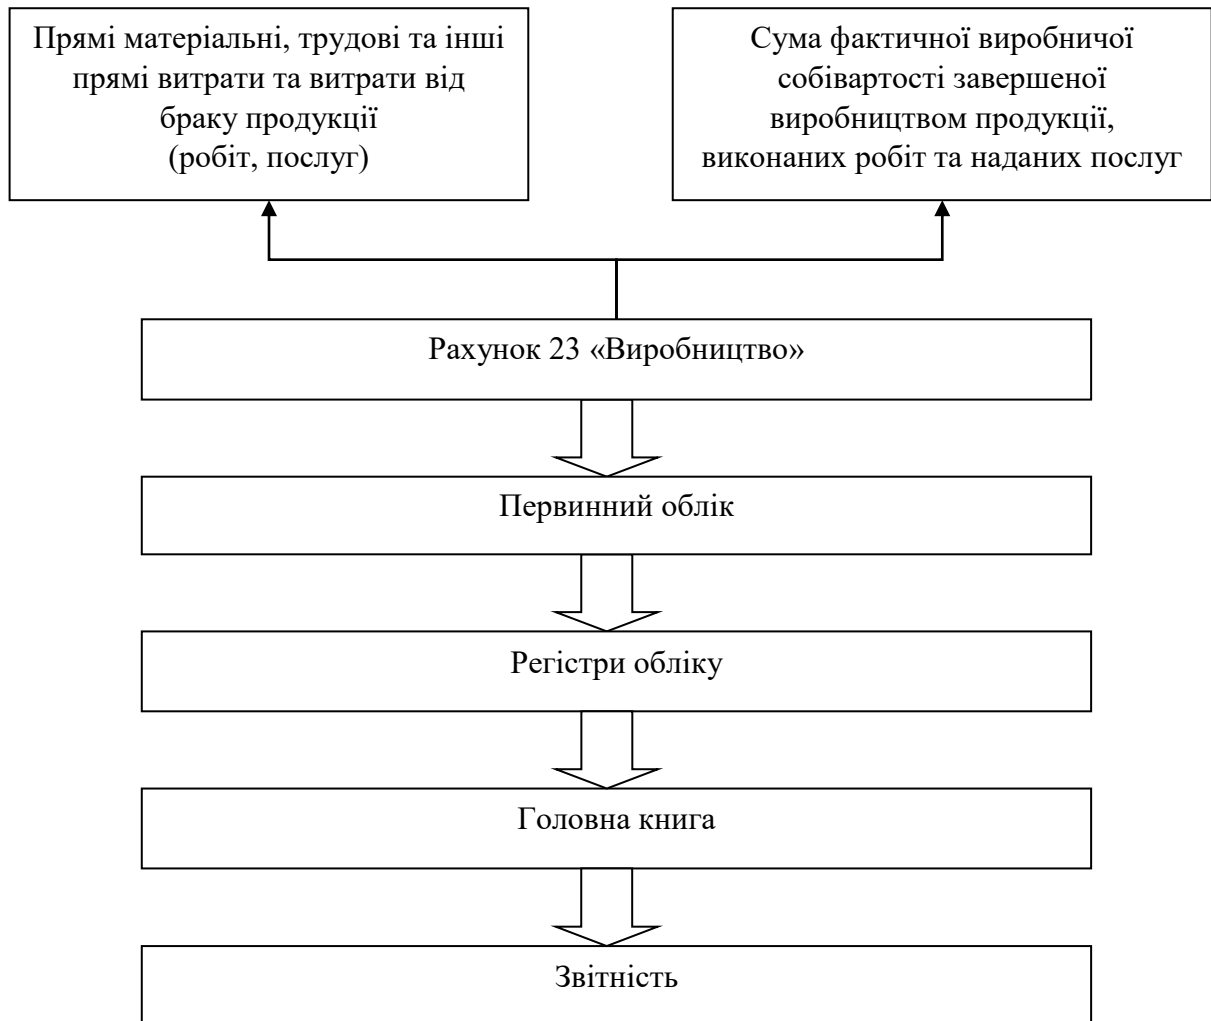 Прямі матеріальні, трудові та інші
прямі витрати та витрати від
браку продукції
(робіт, послуг)
Сума фактичної виробничої
собівартості завершеної
виробництвом продукції,
виконаних робіт та наданих послуг
Рахунок 23 «Виробництво»
Первинний облік
Регістри обліку
Головна книга
Звітність